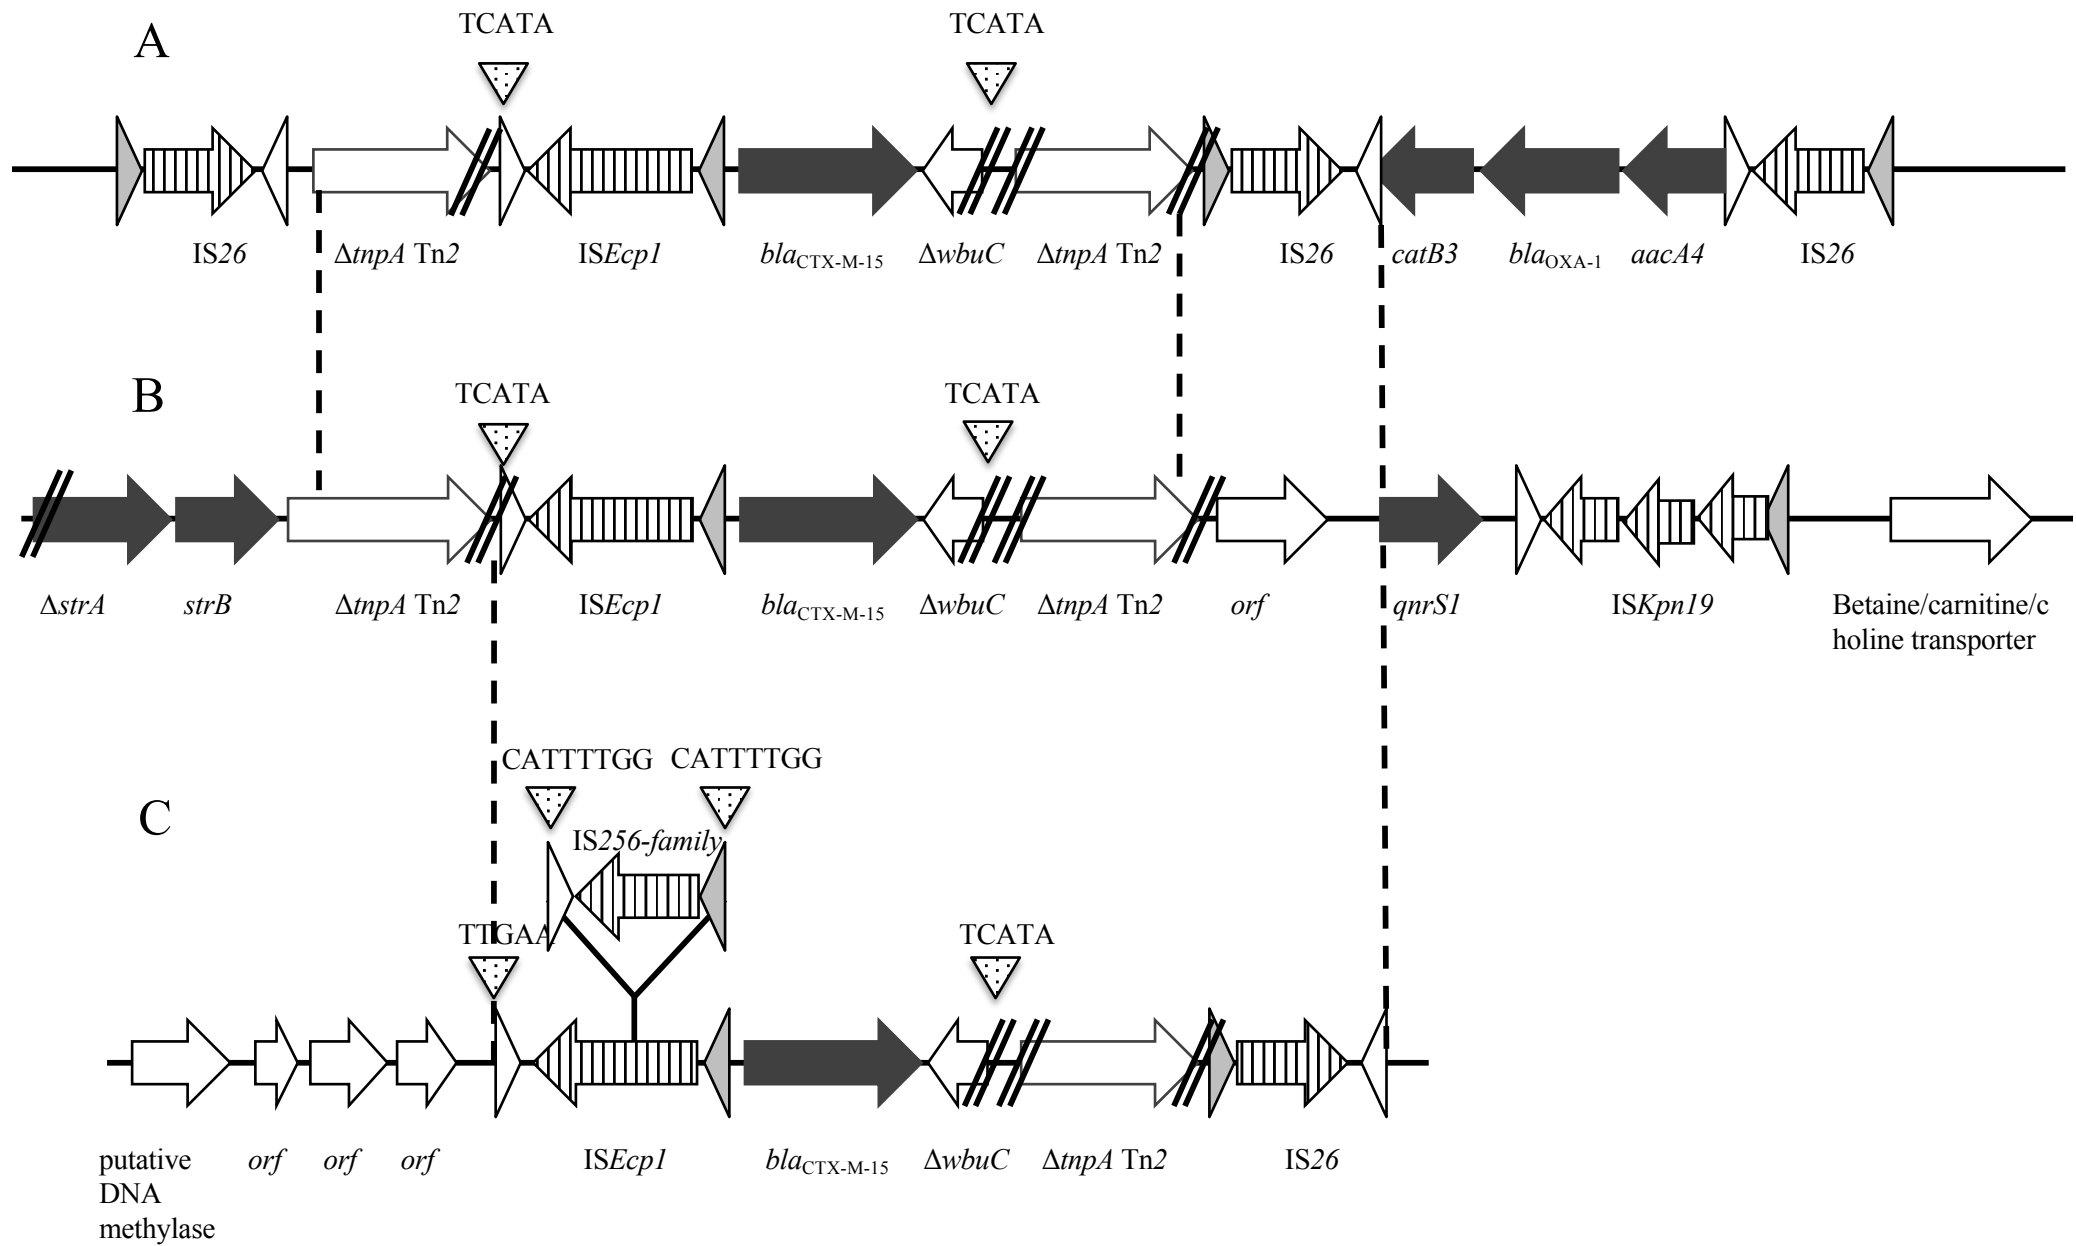 A
TCATA TCATA
IS26 ΔtnpA Tn2 ISEcp1 blaCTX-M-15 ΔwbuC ΔtnpA Tn2 IS26 catB3 blaOXA-1 aacA4 IS26
B
TCATA TCATA
ΔstrA strB ΔtnpA Tn2 ISEcp1 blaCTX-M-15 ΔwbuC ΔtnpA Tn2 orf qnrS1 ISKpn19 Betaine/carnitine/c
holine transporter
CATTTTGG CATTTTGG
C
IS256-family
TTGAA TCATA
putative orf orf orf ISEcp1 blaCTX-M-15 ΔwbuC ΔtnpA Tn2 IS26
DNA
methylase